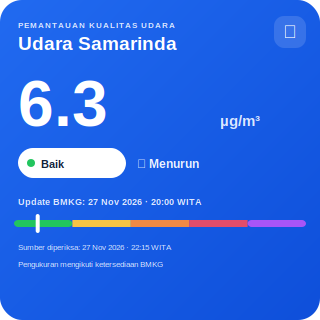 PEMANTAUAN KUALITAS UDARA
Udara Samarinda
6.3
µg/m³
Baik
Menurun
Update BMKG: 27 Nov 2026 · 20:00 WITA
Sumber diperiksa: 27 Nov 2026 · 22:15 WITA
Pengukuran mengikuti ketersediaan BMKG